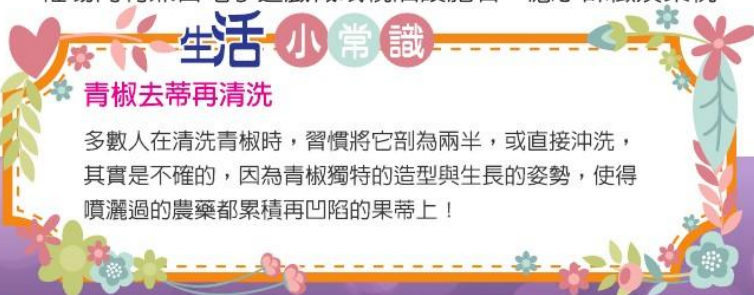 生活小常識
青椒去蒂再清洗
多數人在清洗青椒時，習慣將它剖為兩半，或直接沖洗，
其實是不確的，因為青椒獨特的造型與生長的姿勢，使得
噴灑過的農藥都累積再凹陷的果蒂上！